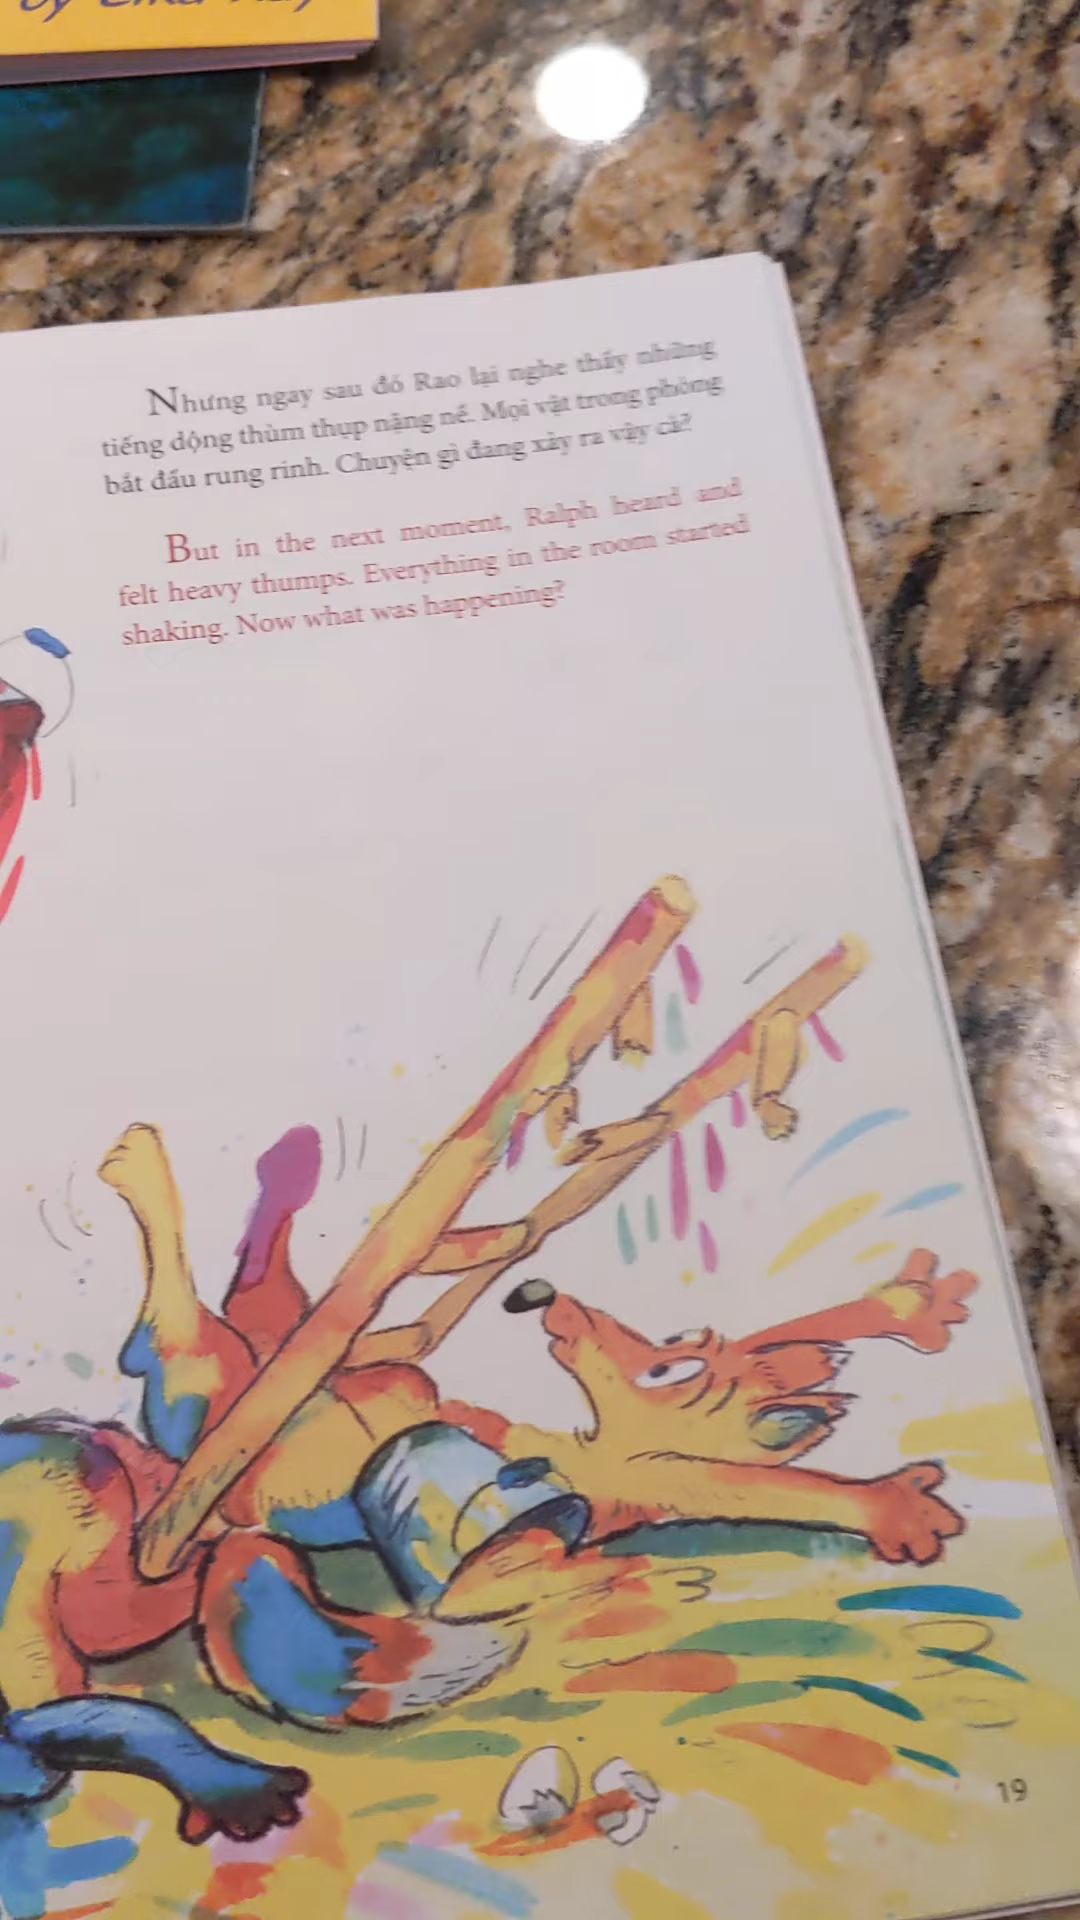 Nhưng ngay sau đó Rao lại nghe thấy những
tiếng động thùm thụp nặng nề. Mọi vật trong phòng
bắt đầu rung rinh. Chuyện gì đang xảy ra vậy cà?
But in the next moment, Ralph heard and
felt heavy thumps. Everything in the room started
shaking. Now what was happening?
19